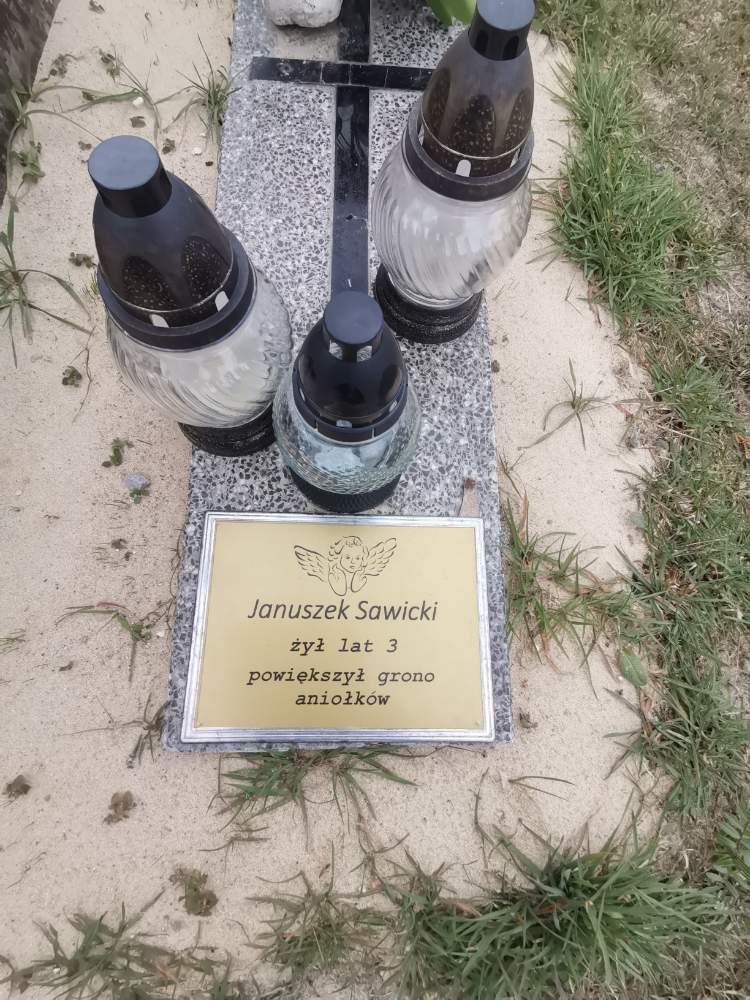 Januszek Sawicki
żył lat 3
powiększył grono
aniołków